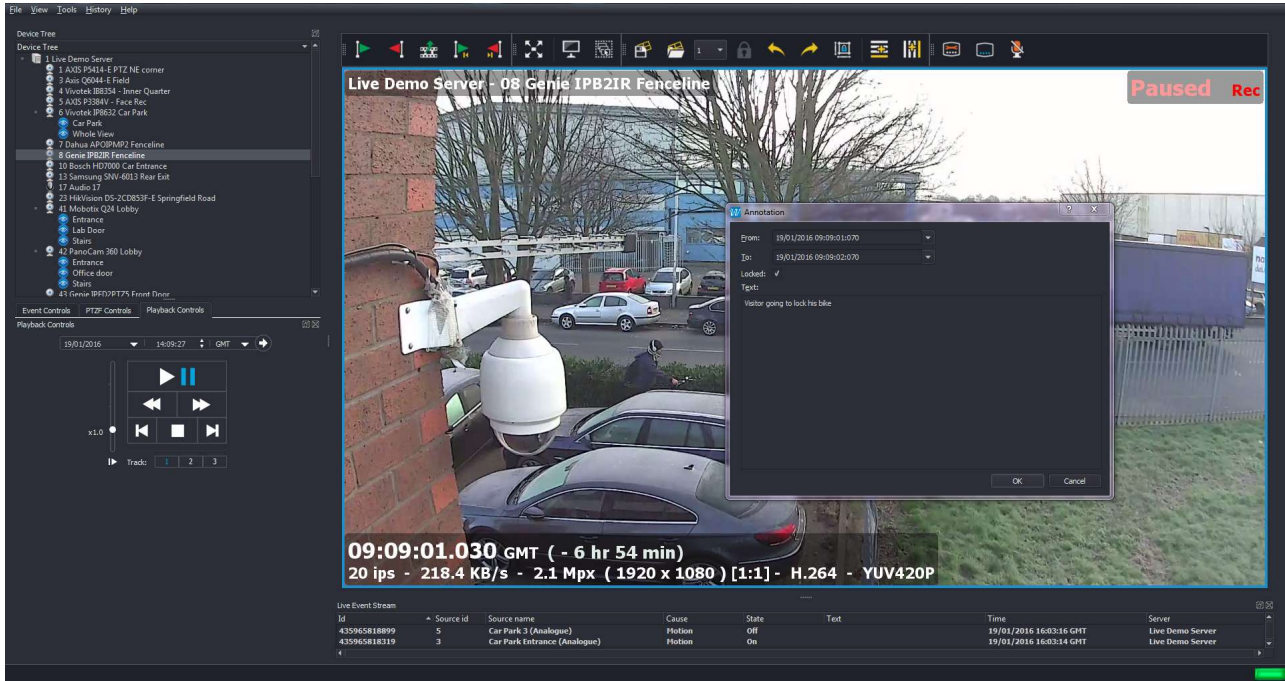 File View Tools History Help
Device Tree
Device Tree
1 Live Demo Server
1 AXIS P5414-E PTZ NE corner
3 Axis Q6044-E Field
4 Vivotek IB8354 - Inner Quarter
5 AXIS P3384V - Face Rec
6 Vivotek IP8632 Car Park
Car Park
Whole View
7 Dahua APOIPMP2 Fenceline
8 Genie IPB2IR Fenceline
10 Bosch HD7000 Car Entrance
13 Samsung SNV-6013 Rear Exit
17 Audio 17
23 HikVision DS-2CD853F-E Springfield Road
41 Mobotix Q24 Lobby
Entrance
Lab Door
Stairs
42 PanoCam 360 Lobby
Entrance
Office door
Stairs
43 Genie IPFD2PTZ5 Front Door
Event Controls PTZF Controls Playback Controls
Playback Controls
19/01/2016 14:09:27 GMT
x1.0
Track: 1 2 3
1
Live Demo Server - 08 Genie IPB2IR Fenceline
Paused Rec
Annotation
From: 19/01/2016 09:09:01:070
To: 19/01/2016 09:09:02:070
Locked: ✓
Text:
Visitor going to lock his bike
OK Cancel
09:09:01.030 GMT ( - 6 hr 54 min)
20 ips - 218.4 KB/s - 2.1 Mpx ( 1920 x 1080 ) [1:1] - H.264 - YUV420P
Live Event Stream
Id Source id Source name Cause State Text Time Server
435965818899 5 Car Park 3 (Analogue) Motion Off 19/01/2016 16:03:16 GMT Live Demo Server
435965818319 3 Car Park Entrance (Analogue) Motion On 19/01/2016 16:03:14 GMT Live Demo Server